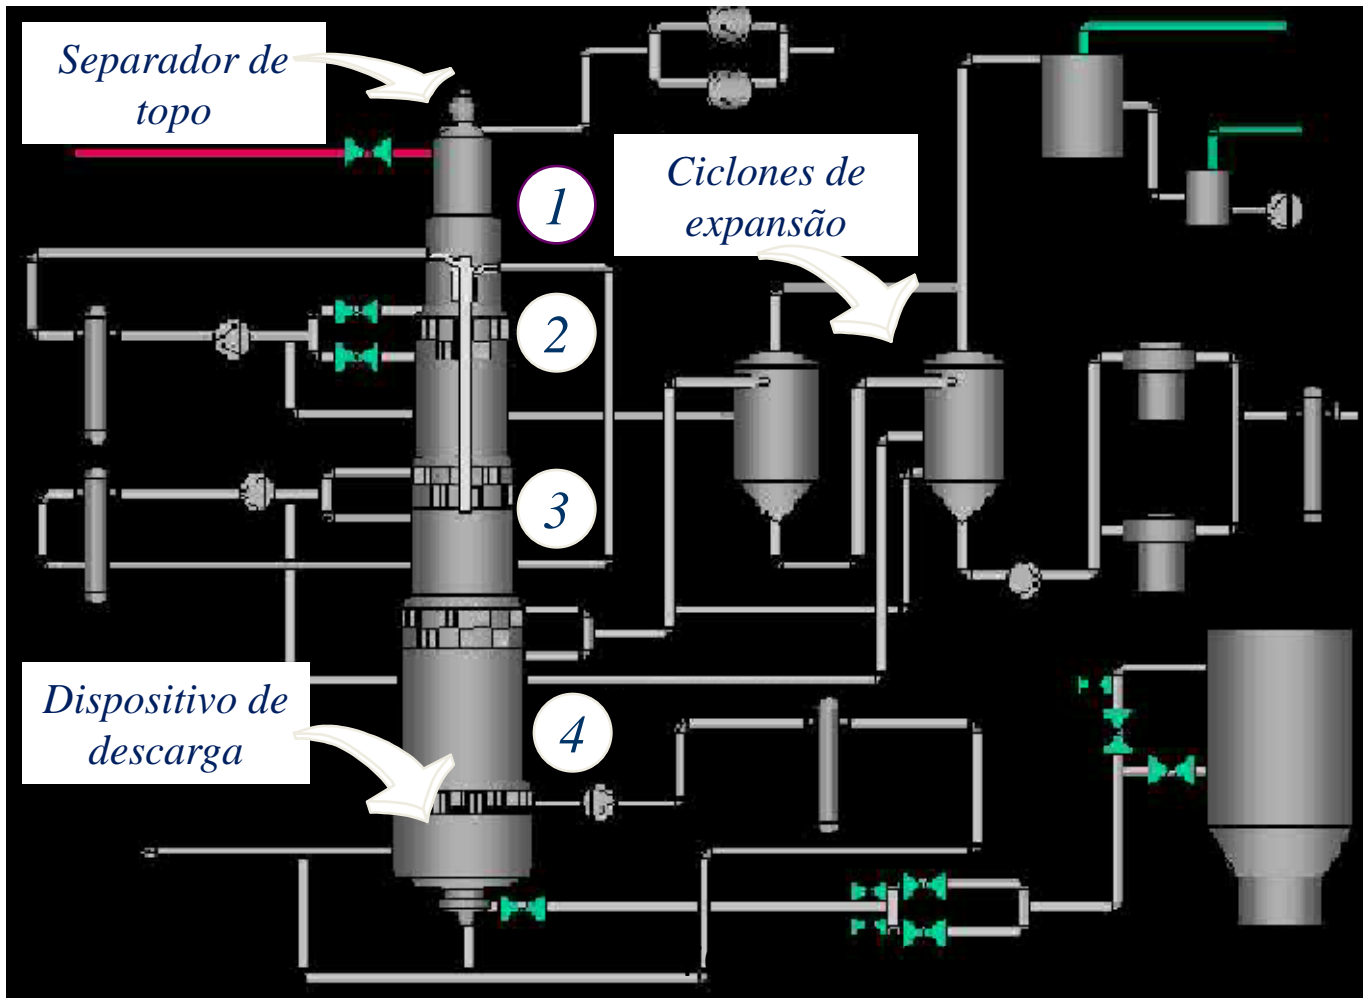 Separador de
topo
1
Ciclones de
expansão
2
3
Dispositivo de
descarga
4